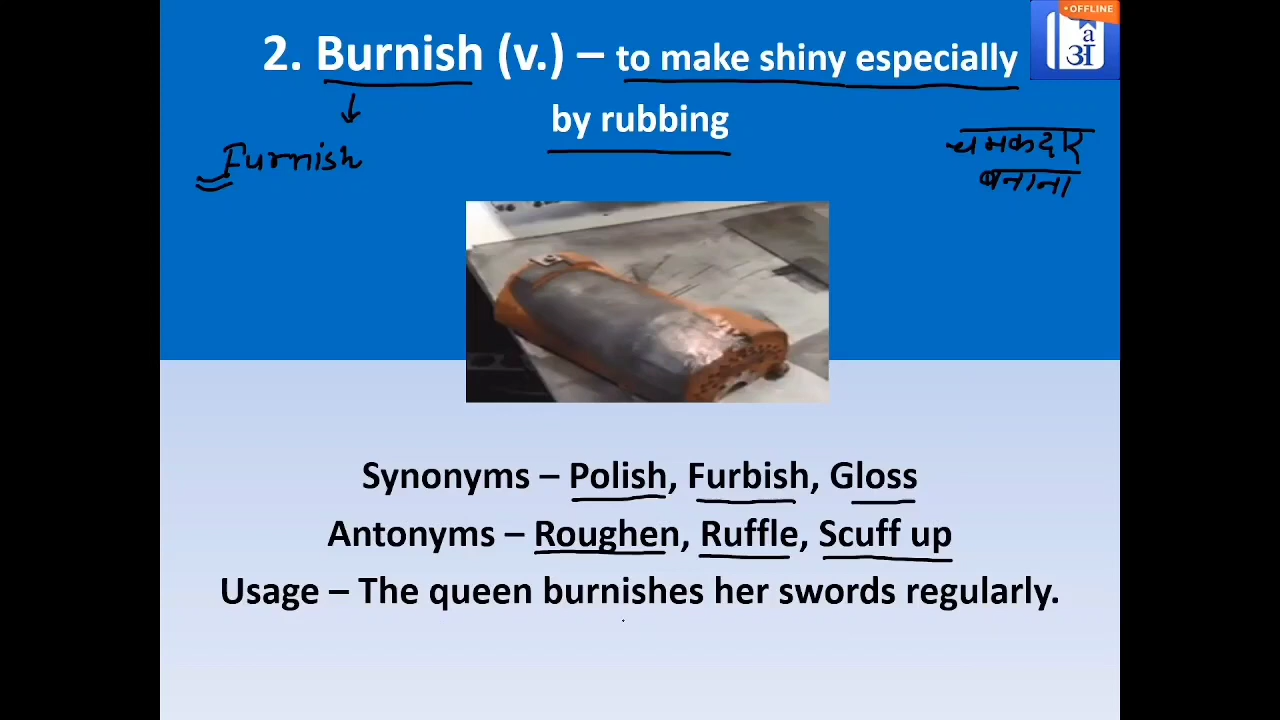 OFFLINE
a
अ
2. Burnish (v.) – to make shiny especially
by rubbing
Furnish
चमकदार
बनाना
Synonyms – Polish, Furbish, Gloss
Antonyms – Roughen, Ruffle, Scuff up
Usage – The queen burnishes her swords regularly.